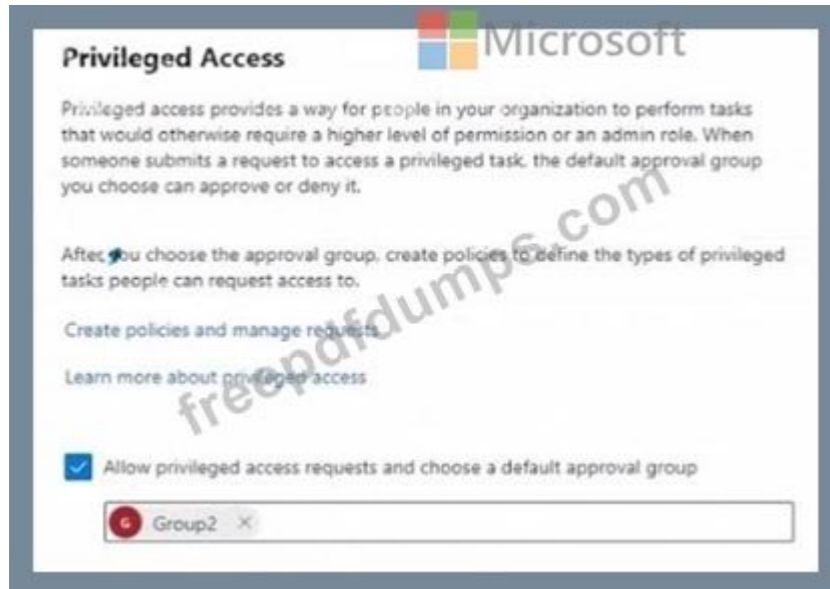 Microsoft
Privileged Access
Privileged access provides a way for people in your organization to perform tasks
that would otherwise require a higher level of permission or an admin role. When
someone submits a request to access a privileged task, the default approval group
you choose can approve or deny it.
After you choose the approval group, create policies to define the types of privileged
tasks people can request access to.
Create policies and manage requests
Learn more about privileged access
freepdfdumps.com
Allow privileged access requests and choose a default approval group
G Group2 ×